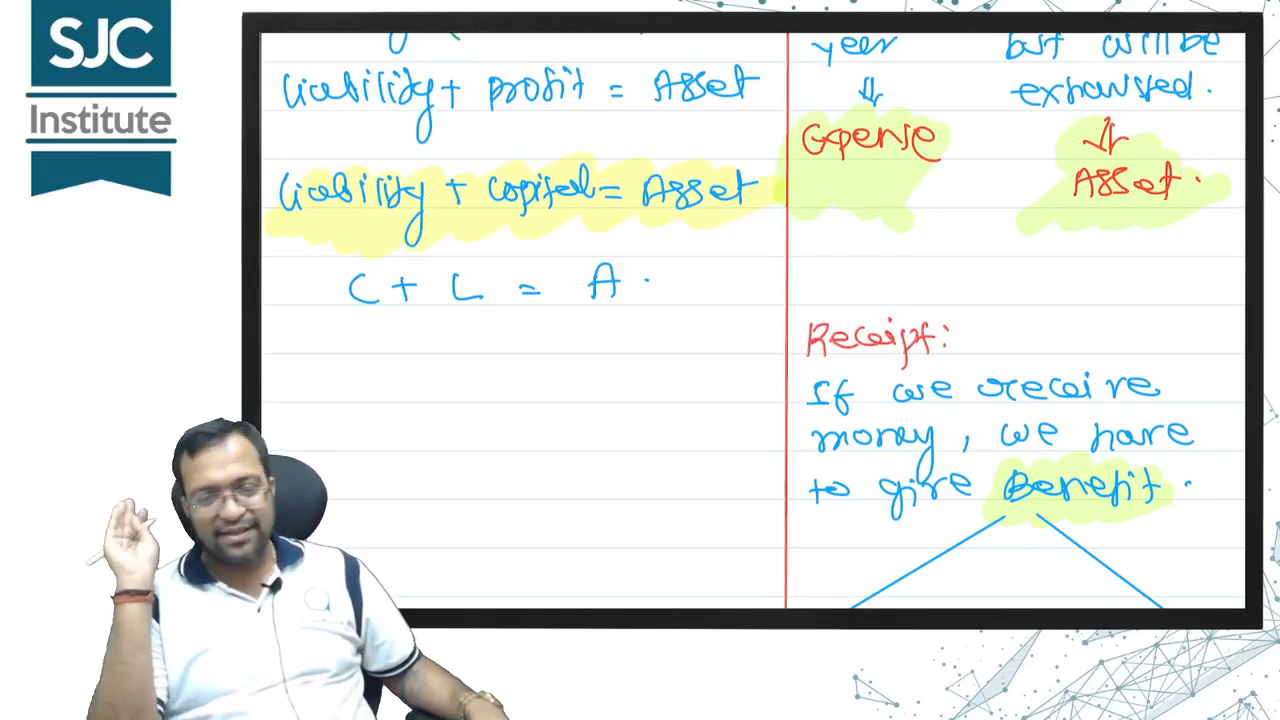 SJC
Institute
liability + profit = Asset
liability + capital = Asset
C + L = A.
year
but will be
exhausted.
⇓
⇓
Expense
Asset.
Receipt:
If we receive
money, we have
to give Benefit.